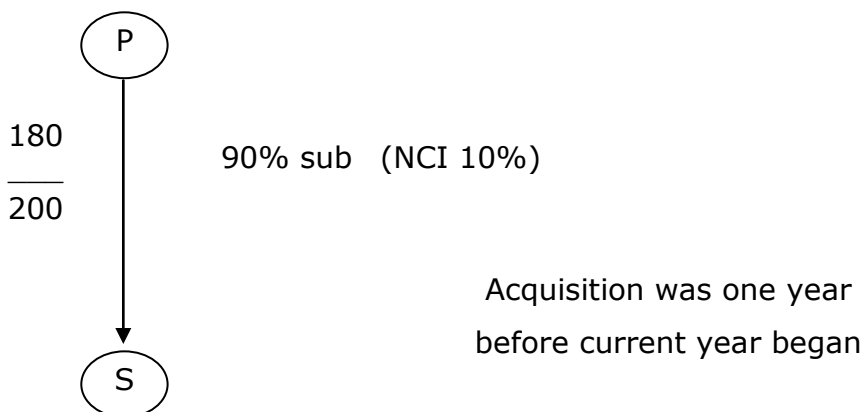 P
180
90% sub (NCI 10%)
200
Acquisition was one year
before current year began
S